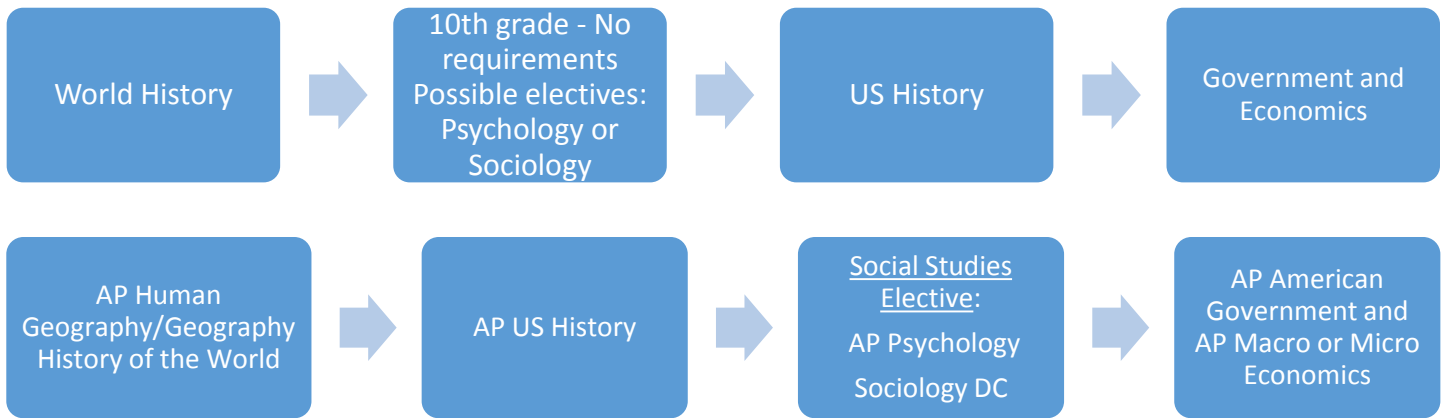 World History
10th grade - No
requirements
Possible electives:
Psychology or
Sociology
US History
Government and
Economics
AP Human
Geography/Geography
History of the World
AP US History
Social Studies
Elective:
AP Psychology
Sociology DC
AP American
Government and
AP Macro or Micro
Economics